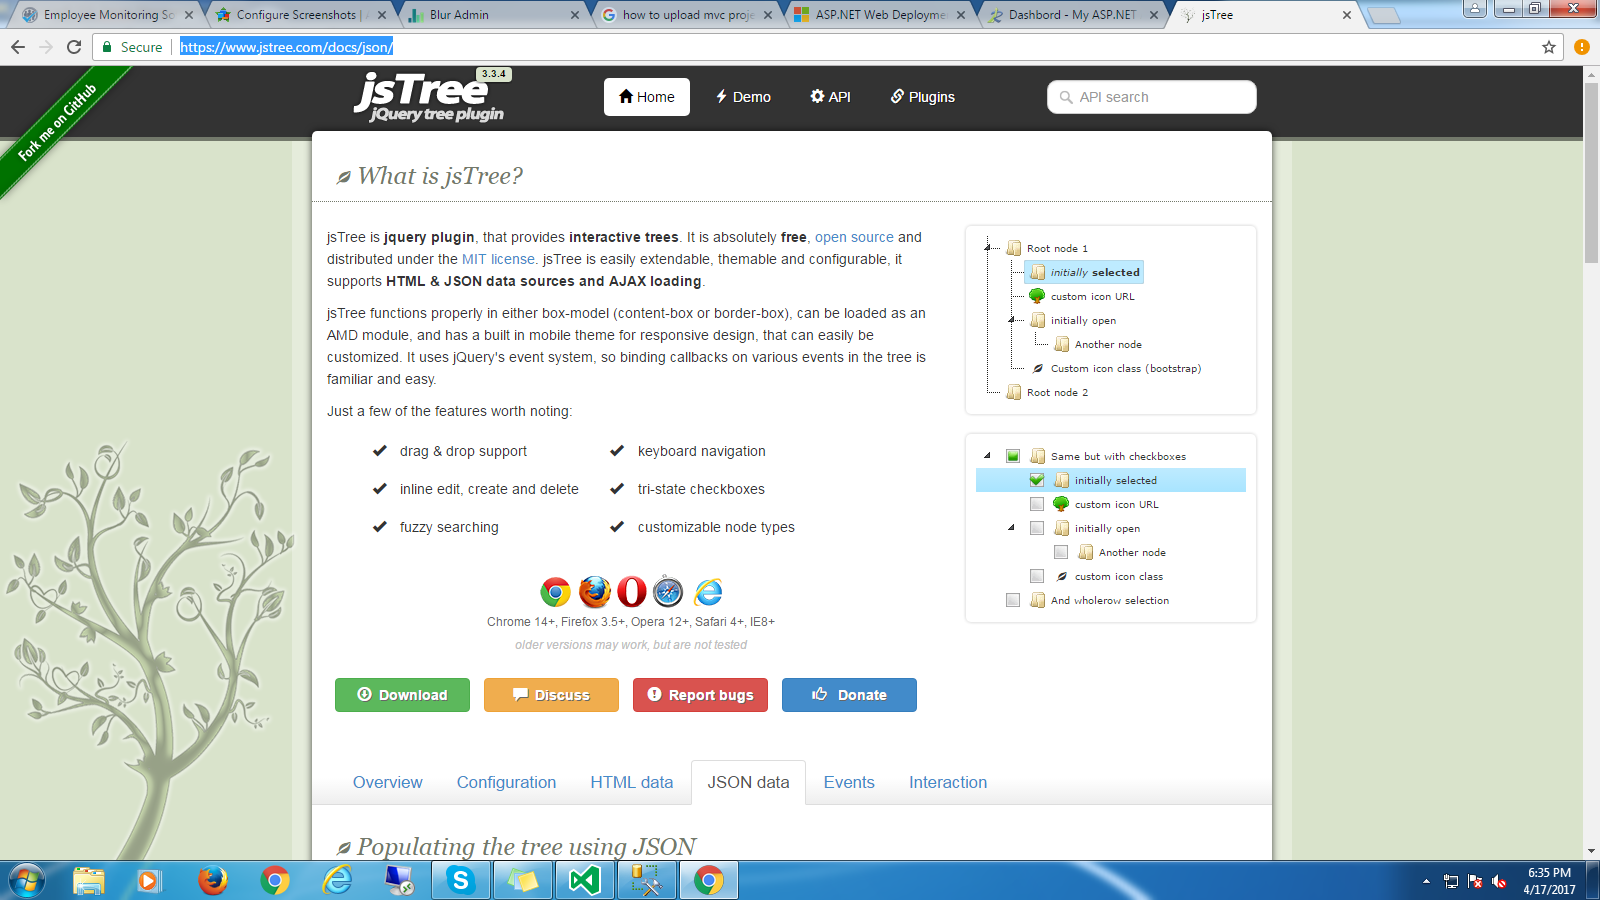 Employee Monitoring So
Configure Screenshots | A
Blur Admin
how to upload mvc proje
ASP.NET Web Deployme
Dashbord - My ASP.NET
jsTree
Secure
https://www.jstree.com/docs/json/
Fork me on GitHub
jsTree
3.3.4
jQuery tree plugin
Home
Demo
API
Plugins
API search
What is jsTree?
jsTree is jquery plugin, that provides interactive trees. It is absolutely free, open source and
distributed under the MIT license. jsTree is easily extendable, themable and configurable, it
supports HTML & JSON data sources and AJAX loading.
jsTree functions properly in either box-model (content-box or border-box), can be loaded as an
AMD module, and has a built in mobile theme for responsive design, that can easily be
customized. It uses jQuery's event system, so binding callbacks on various events in the tree is
familiar and easy.
Just a few of the features worth noting:
drag & drop support
keyboard navigation
inline edit, create and delete
tri-state checkboxes
fuzzy searching
customizable node types
Chrome 14+, Firefox 3.5+, Opera 12+, Safari 4+, IE8+
older versions may work, but are not tested
Download
Discuss
Report bugs
Donate
Root node 1
initially selected
custom icon URL
initially open
Another node
Custom icon class (bootstrap)
Root node 2
Same but with checkboxes
initially selected
custom icon URL
initially open
Another node
custom icon class
And wholerow selection
Overview
Configuration
HTML data
JSON data
Events
Interaction
Populating the tree using JSON
6:35 PM
4/17/2017